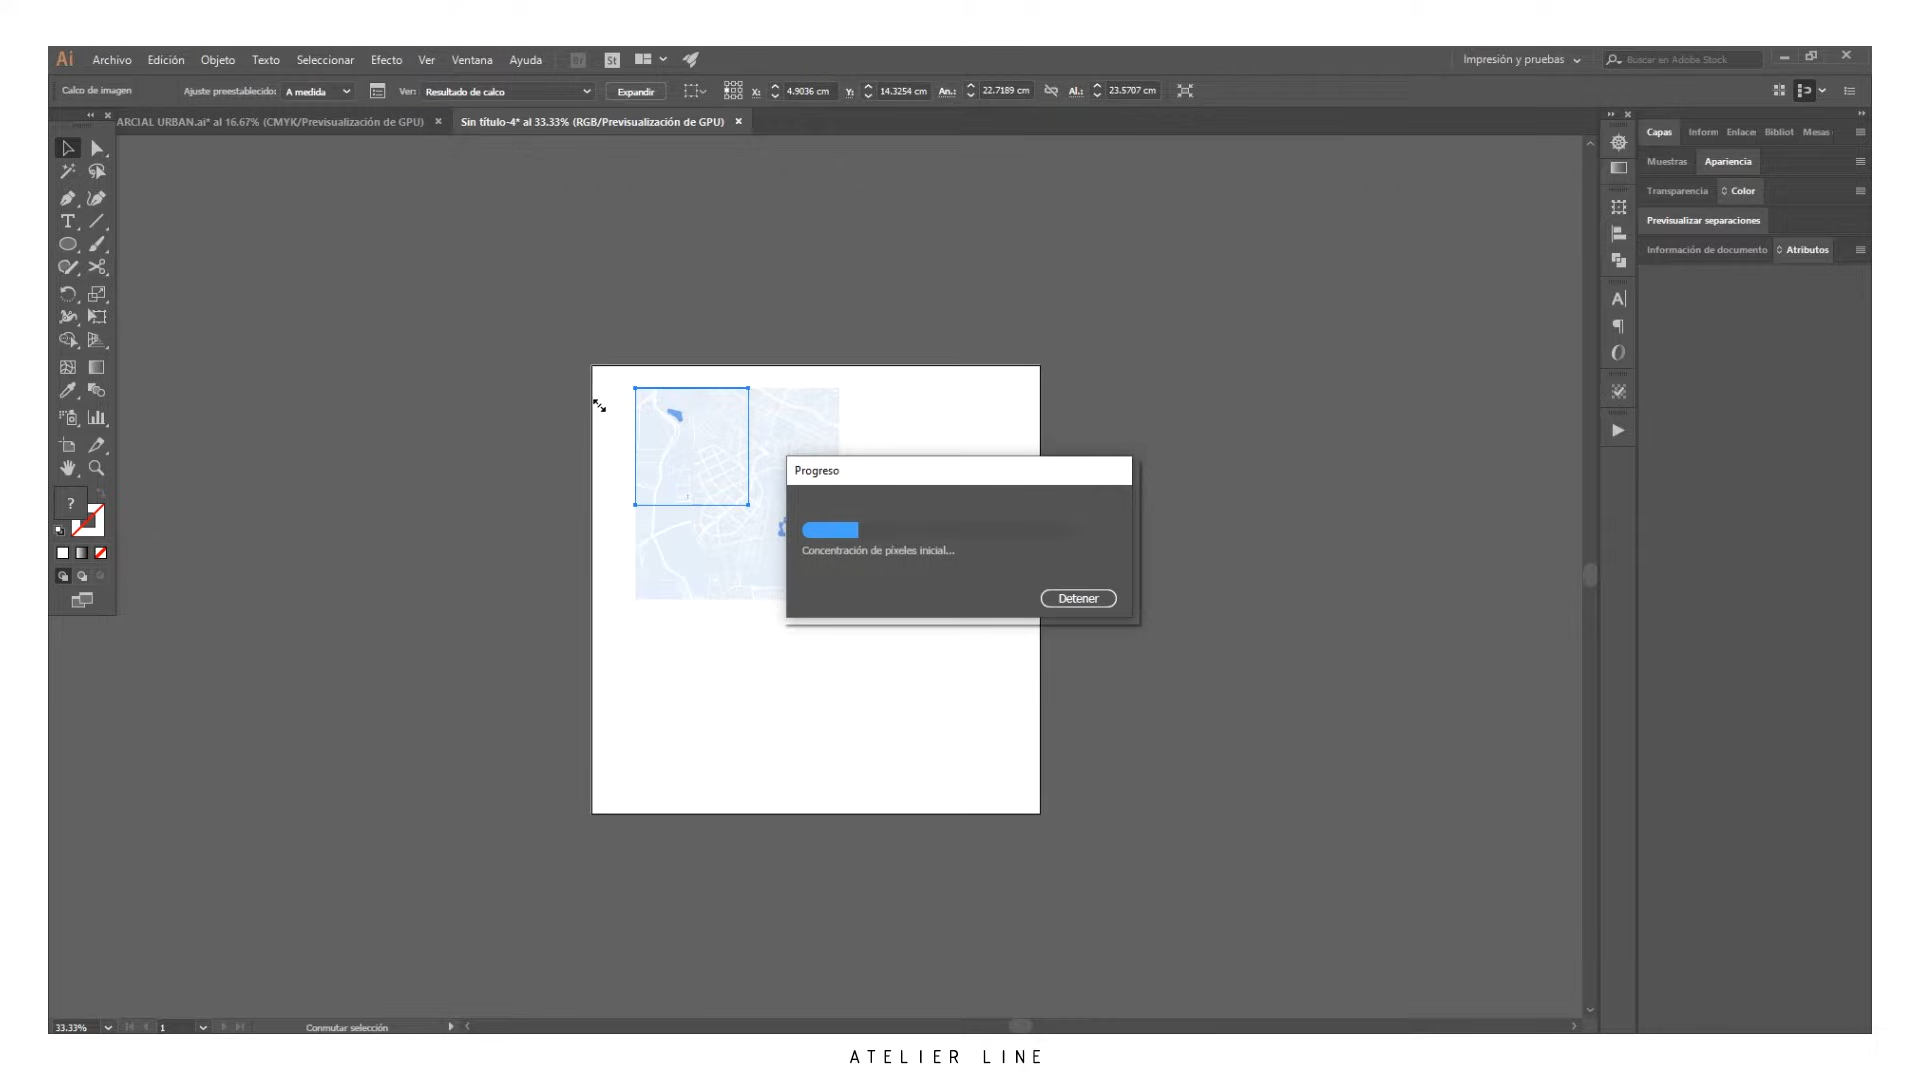 Ai Archivo Edición Objeto Texto Seleccionar Efecto Ver Ventana Ayuda Br St Impresión y pruebas Buscar en Adobe Stock
Calco de imagen Ajuste preestablecido: A medida Ver: Resultado de calco Expandir X: 4.9036 cm Y: 14.3254 cm An.: 22.7189 cm Al.: 23.5707 cm
ARCIAL URBAN.ai* al 16.67% (CMYK/Previsualización de GPU) Sin título-4* al 33.33% (RGB/Previsualización de GPU)
Capas Inform Enlace Bibliot Mesas
Muestras Apariencia
Transparencia Color
Previsualizar separaciones
Información de documento Atributos
Progreso
Concentración de píxeles inicial...
Detener
?
33.33% 1 Conmutar selección
ATELIER LINE